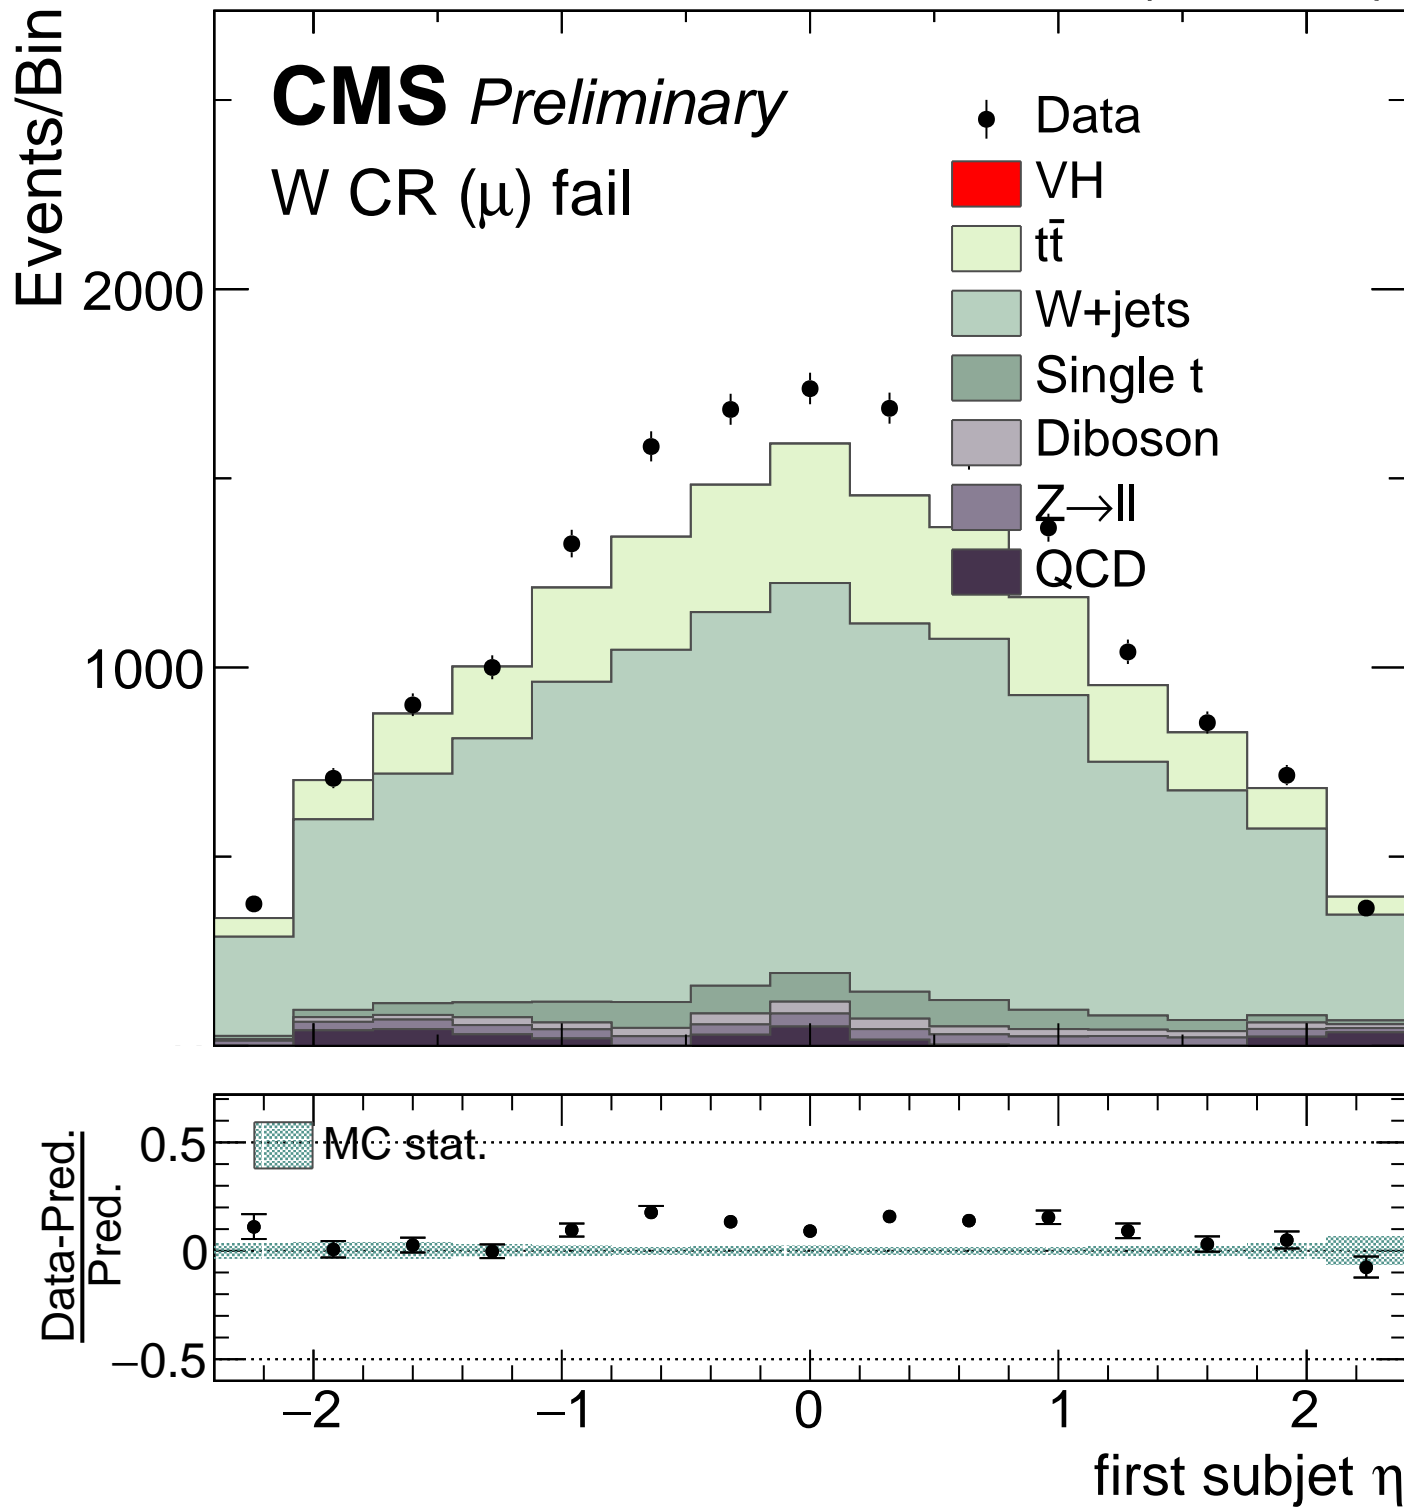 Events/Bin
CMS Preliminary
W CR (μ) fail
Data
VH
tt̄
W+jets
Single t
Diboson
Z→ll
QCD
2000
1000
Data-Pred.
Pred.
MC stat.
0.5
0
−0.5
−2 −1 0 1 2
first subjet η